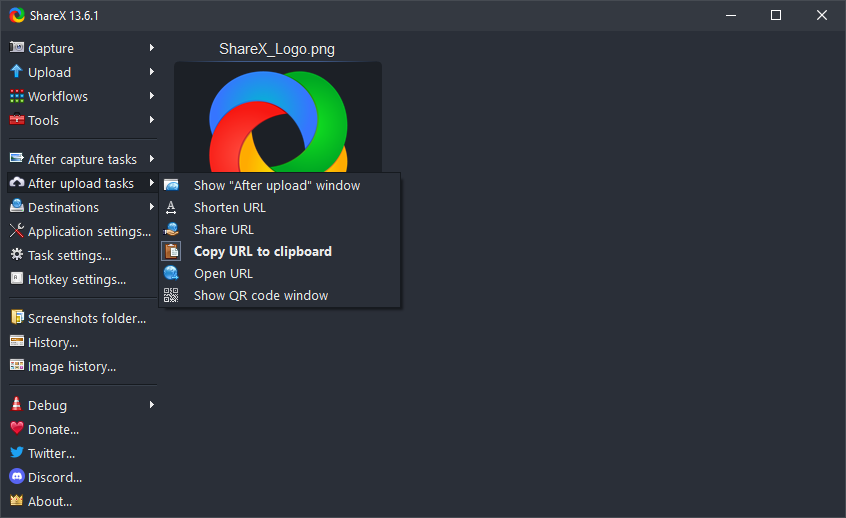 ShareX 13.6.1
Capture
Upload
Workflows
Tools
After capture tasks
After upload tasks
Destinations
Application settings...
Task settings...
Hotkey settings...
Screenshots folder...
History...
Image history...
Debug
Donate...
Twitter...
Discord...
About...
ShareX_Logo.png
Show "After upload" window
Shorten URL
Share URL
Copy URL to clipboard
Open URL
Show QR code window